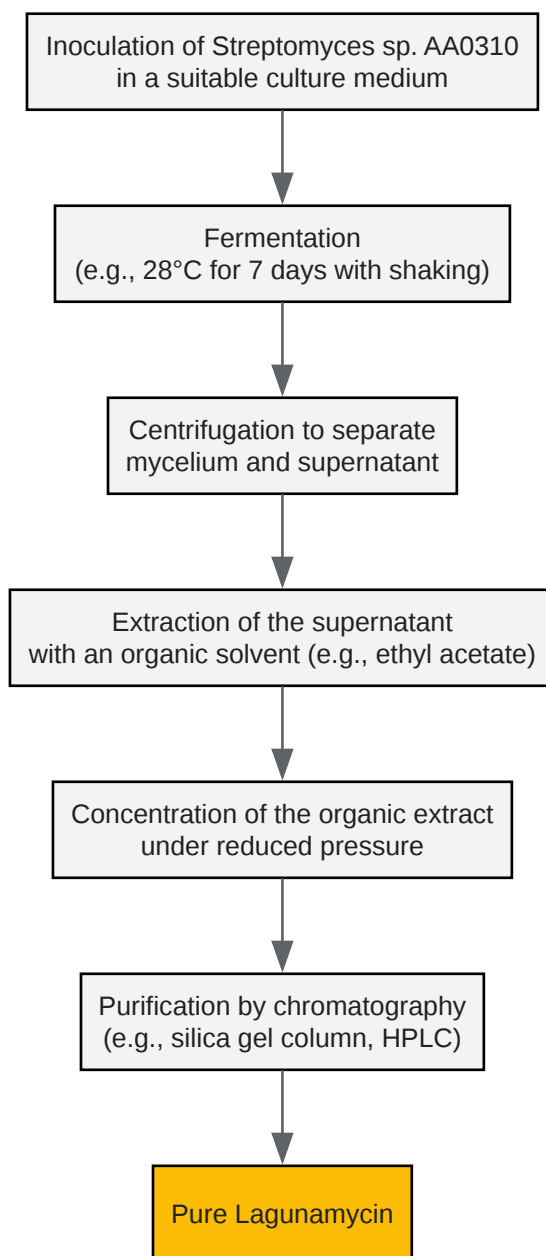 Inoculation of Streptomyces sp. AA0310
in a suitable culture medium
Fermentation
(e.g., 28°C for 7 days with shaking)
Centrifugation to separate
mycelium and supernatant
Extraction of the supernatant
with an organic solvent (e.g., ethyl acetate)
Concentration of the organic extract
under reduced pressure
Purification by chromatography
(e.g., silica gel column, HPLC)
Pure Lagunamycin